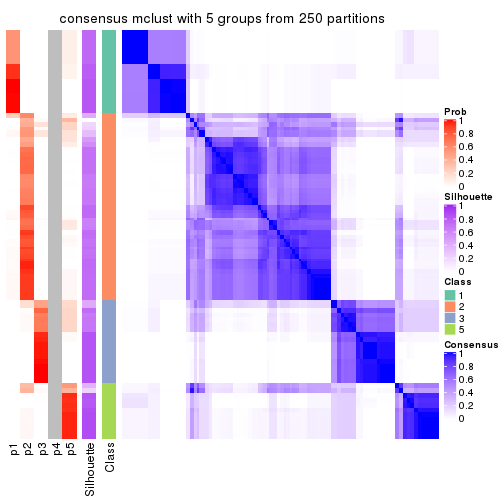 consensus mclust with 5 groups from 250 partitions
Prob
1
0.8
0.6
0.4
0.2
0
Silhouette
1
0.8
0.6
0.4
0.2
0
Class
1
2
3
5
Consensus
1
0.8
0.6
0.4
0.2
0
p1
p2
p3
p4
p5
Silhouette
Class